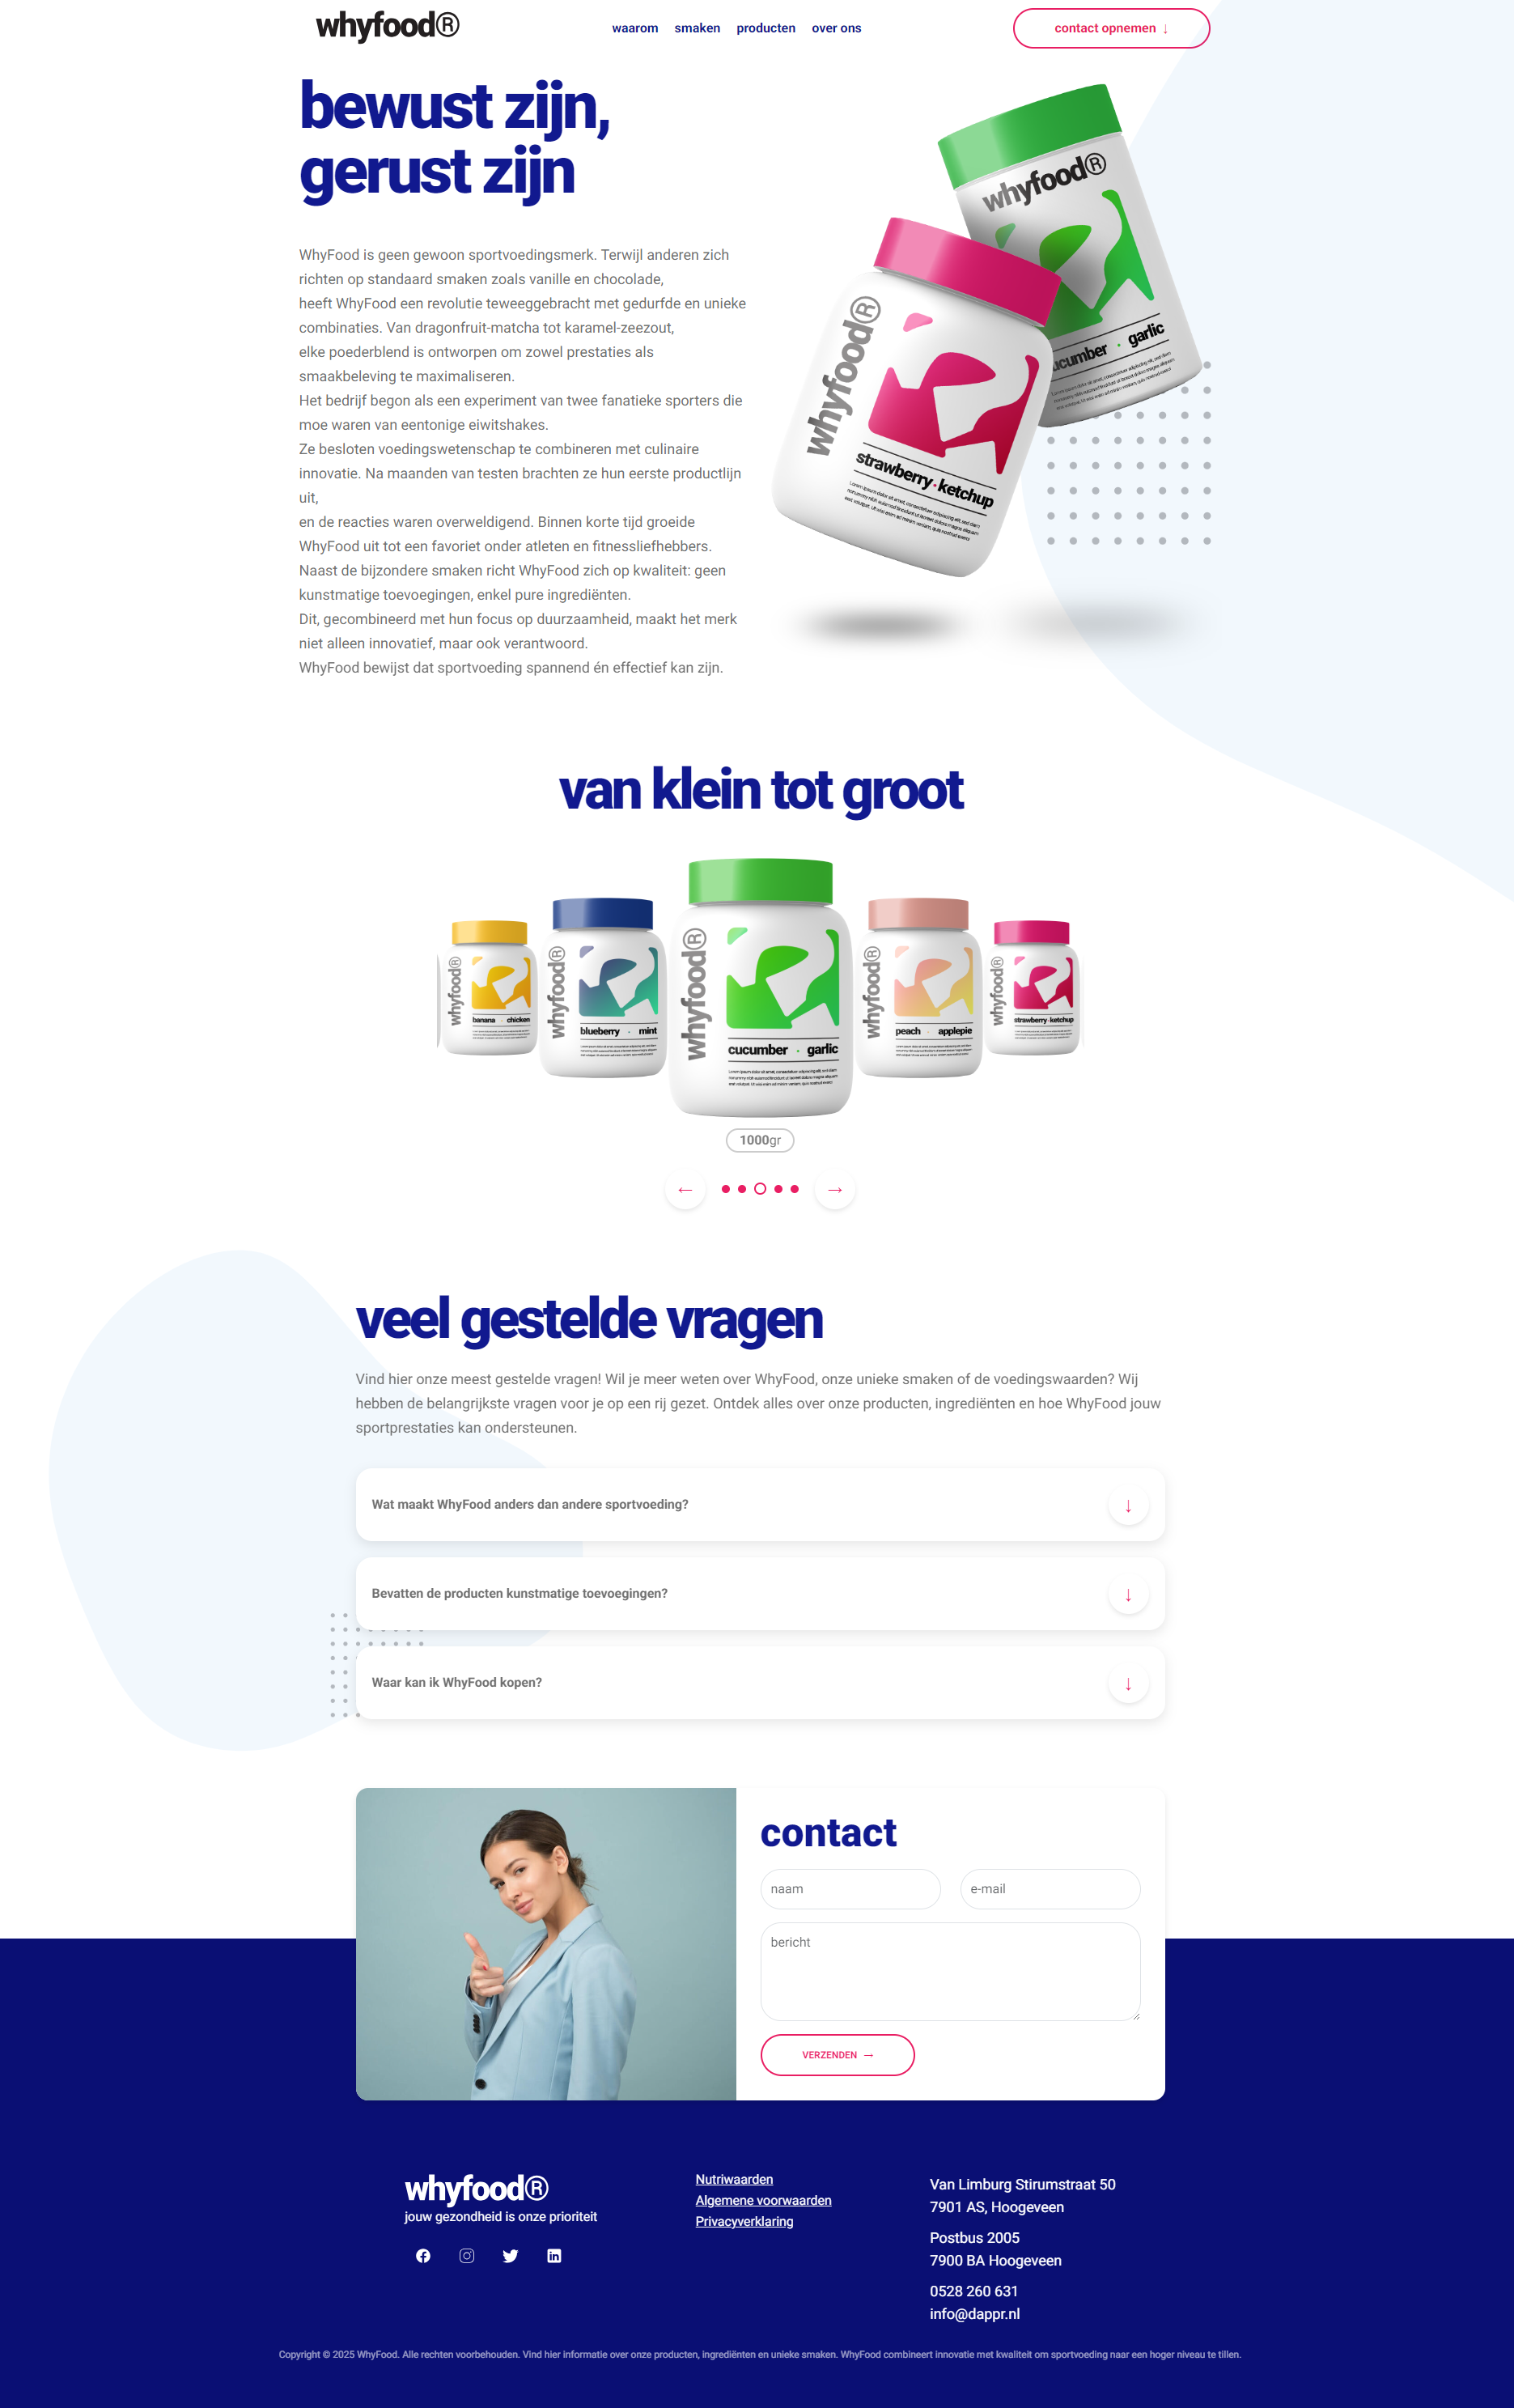 whyfood®
waarom smaken producten over ons
contact opnemen ↓
bewust zijn,
gerust zijn
WhyFood is geen gewoon sportvoedingsmerk. Terwijl anderen zich
richten op standaard smaken zoals vanille en chocolade,
heeft WhyFood een revolutie teweeggebracht met gedurfde en unieke
combinaties. Van dragonfruit-matcha tot karamel-zeezout,
elke poederblend is ontworpen om zowel prestaties als
smaakbeleving te maximaliseren.
Het bedrijf begon als een experiment van twee fanatieke sporters die
moe waren van eentonige eiwitshakes.
Ze besloten voedingswetenschap te combineren met culinaire
innovatie. Na maanden van testen brachten ze hun eerste productlijn
uit,
en de reacties waren overweldigend. Binnen korte tijd groeide
WhyFood uit tot een favoriet onder atleten en fitnessliefhebbers.
Naast de bijzondere smaken richt WhyFood zich op kwaliteit: geen
kunstmatige toevoegingen, enkel pure ingrediënten.
Dit, gecombineerd met hun focus op duurzaamheid, maakt het merk
niet alleen innovatief, maar ook verantwoord.
WhyFood bewijst dat sportvoeding spannend én effectief kan zijn.
whyfood®
ucumber · garlic
whyfood®
strawberry · ketchup
van klein tot groot
whyfood®
banana · chicken
whyfood®
blueberry · mint
whyfood®
cucumber · garlic
whyfood®
peach · applepie
whyfood®
strawberry · ketchup
1000gr
← →
veel gestelde vragen
Vind hier onze meest gestelde vragen! Wil je meer weten over WhyFood, onze unieke smaken of de voedingswaarden? Wij
hebben de belangrijkste vragen voor je op een rij gezet. Ontdek alles over onze producten, ingrediënten en hoe WhyFood jouw
sportprestaties kan ondersteunen.
Wat maakt WhyFood anders dan andere sportvoeding? ↓
Bevatten de producten kunstmatige toevoegingen? ↓
Waar kan ik WhyFood kopen? ↓
contact
naam e-mail
bericht
VERZENDEN →
whyfood®
jouw gezondheid is onze prioriteit
Nutriwaarden
Algemene voorwaarden
Privacyverklaring
Van Limburg Stirumstraat 50
7901 AS, Hoogeveen
Postbus 2005
7900 BA Hoogeveen
0528 260 631
info@dappr.nl
Copyright © 2025 WhyFood. Alle rechten voorbehouden. Vind hier informatie over onze producten, ingrediënten en unieke smaken. WhyFood combineert innovatie met kwaliteit om sportvoeding naar een hoger niveau te tillen.